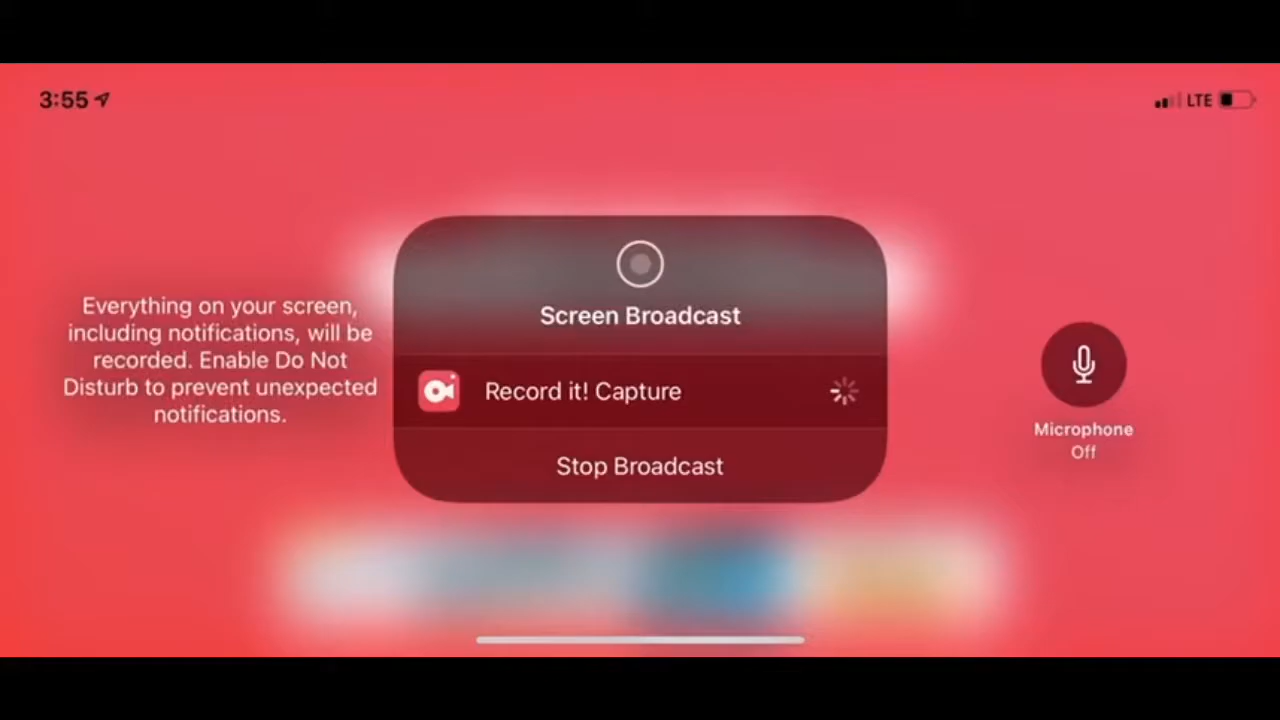 3:55
LTE
Everything on your screen,
including notifications, will be
recorded. Enable Do Not
Disturb to prevent unexpected
notifications.
Screen Broadcast
Record it! Capture
Stop Broadcast
Microphone
Off